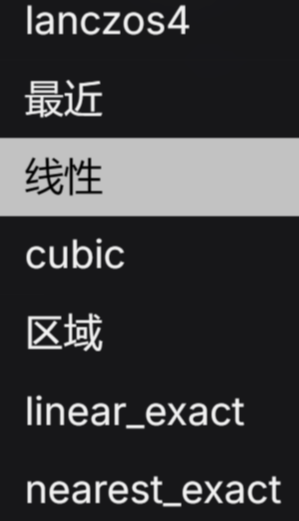 lanczos4
最近
线性
cubic
区域
linear_exact
nearest_exact